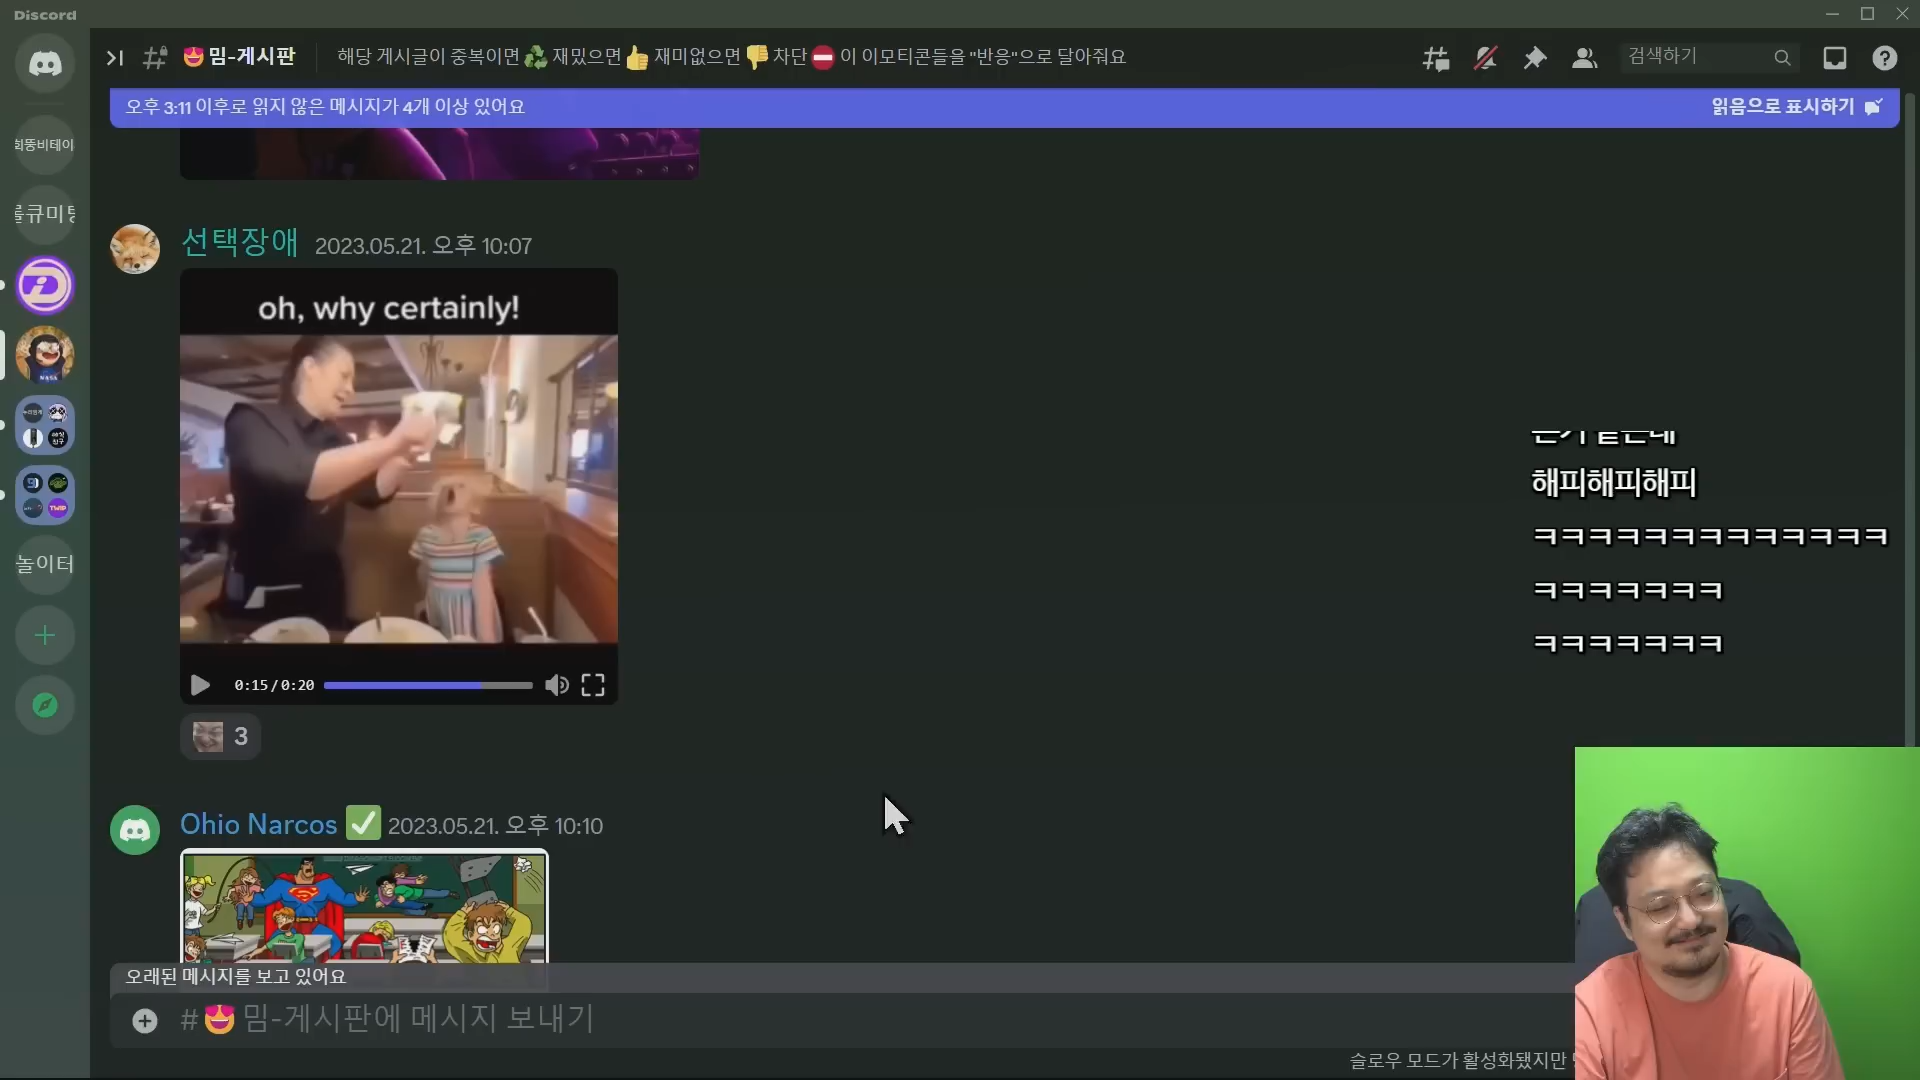 Discord
밈-게시판
해당 게시글이 중복이면 재밌으면 재미없으면 차단 이 이모티콘들을 "반응"으로 달아줘요
검색하기
오후 3:11 이후로 읽지 않은 메시지가 4개 이상 있어요
읽음으로 표시하기
선택장애 2023.05.21. 오후 10:07
oh, why certainly!
해피해피해피
ㅋㅋㅋㅋㅋㅋㅋㅋㅋㅋㅋㅋㅋ
ㅋㅋㅋㅋㅋㅋㅋ
ㅋㅋㅋㅋㅋㅋㅋ
놀이터
0:15/0:20
3
Ohio Narcos 2023.05.21. 오후 10:10
오래된 메시지를 보고 있어요
# 밈-게시판에 메시지 보내기
슬로우 모드가 활성화됐지만